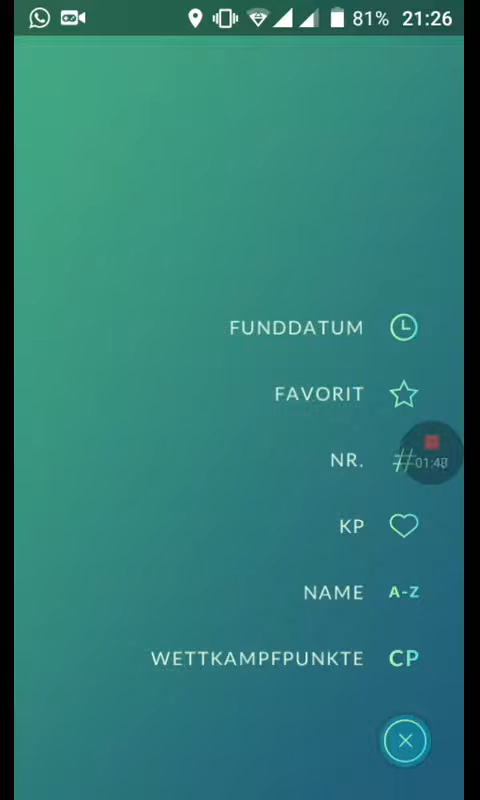 81% 21:26
FUNDDATUM
FAVORIT
NR. #
01:48
KP
NAME A-Z
WETTKAMPFPUNKTE CP